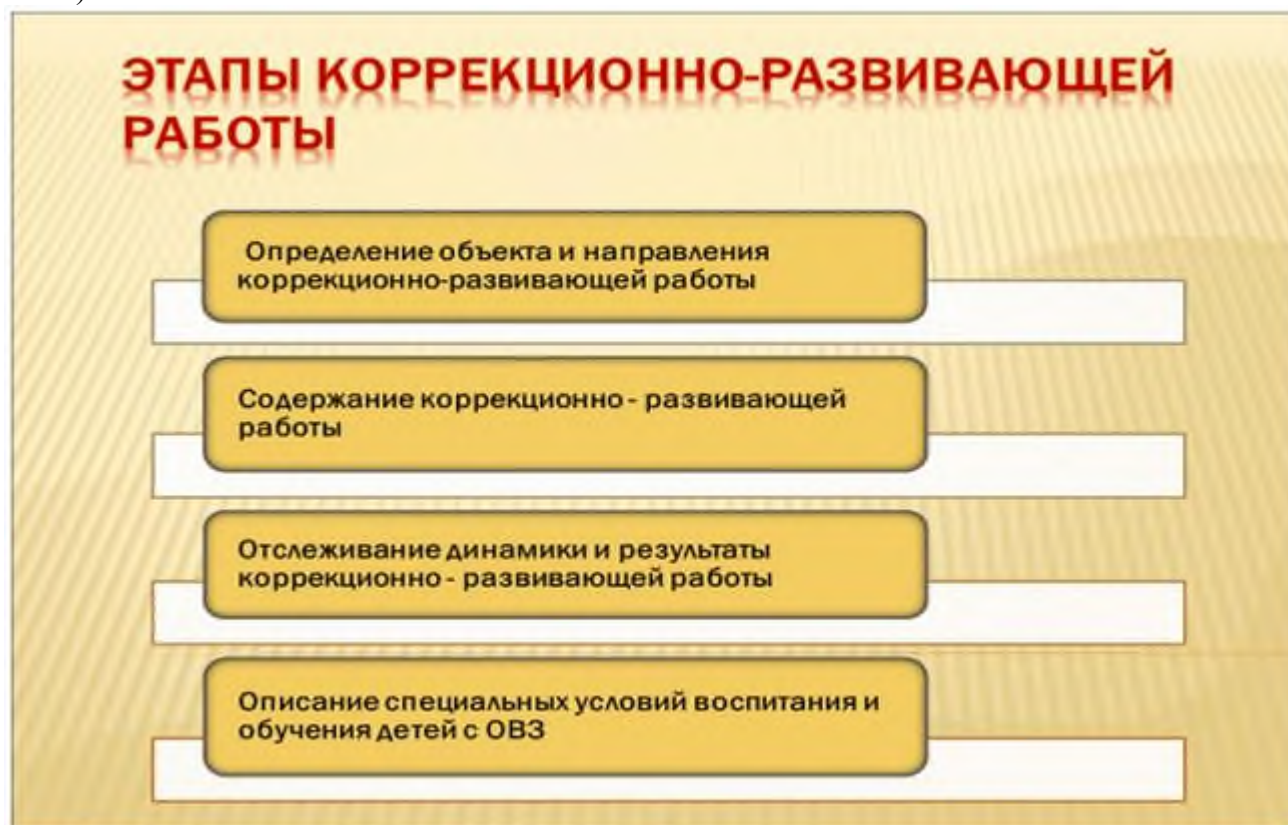 ЭТАПЫ КОРРЕКЦИОННО-РАЗВИВАЮЩЕЙ
РАБОТЫ
Определение объекта и направления
коррекционно-развивающей работы
Содержание коррекционно - развивающей
работы
Отслеживание динамики и результаты
коррекционно - развивающей работы
Описание специальных условий воспитания и
обучения детей с ОВЗ